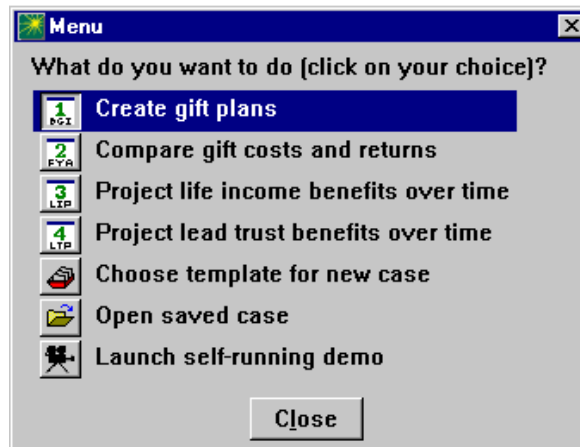 Menu
What do you want to do (click on your choice)?
1 PGI Create gift plans
2 FYA Compare gift costs and returns
3 LIP Project life income benefits over time
4 LTP Project lead trust benefits over time
Choose template for new case
Open saved case
Launch self-running demo
Close